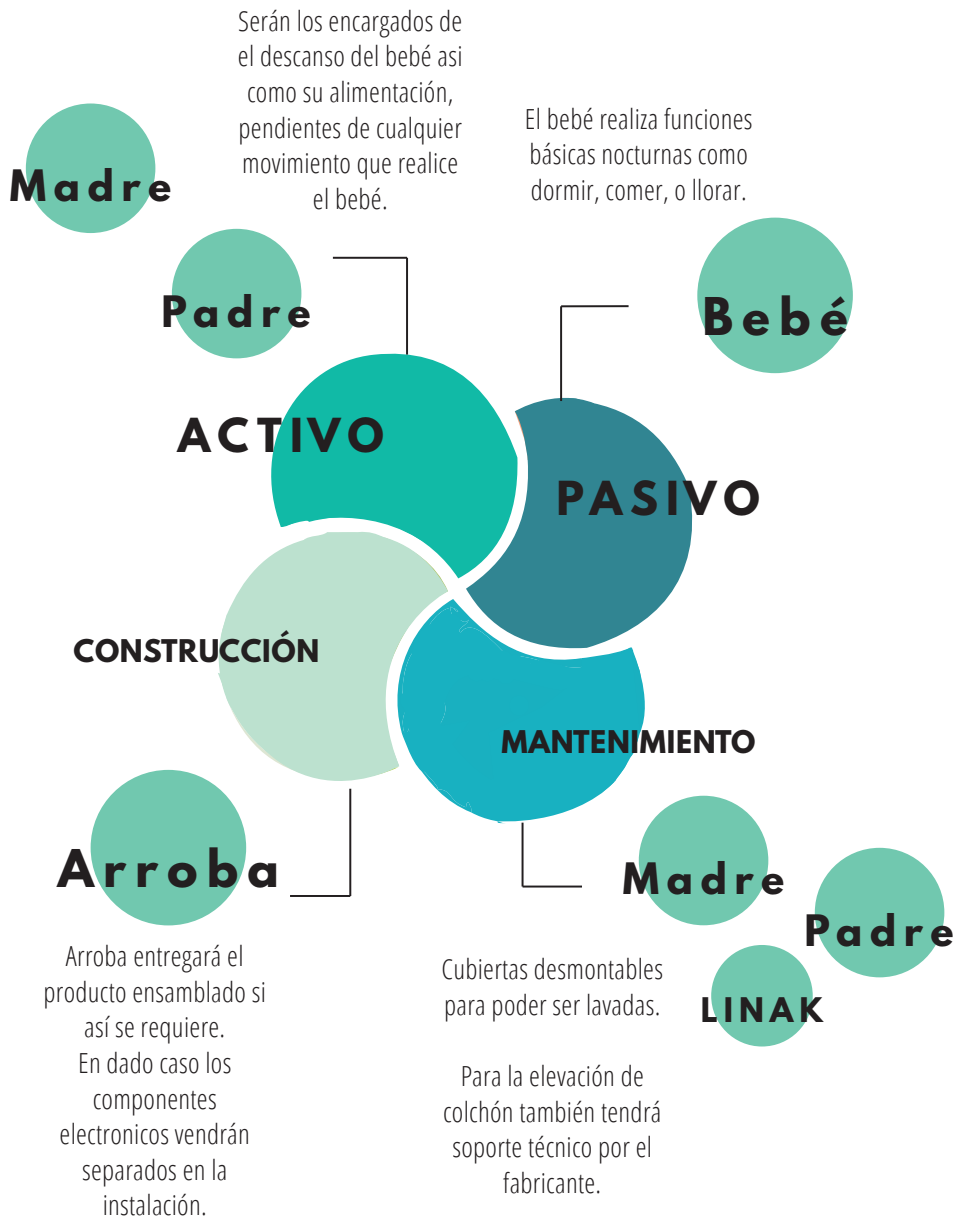 Serán los encargados de
el descanso del bebé asi
como su alimentación,
pendientes de cualquier
movimiento que realice
el bebé.
El bebé realiza funciones
básicas nocturnas como
dormir, comer, o llorar.
Madre
Padre
Bebé
ACTIVO
PASIVO
CONSTRUCCIÓN
MANTENIMIENTO
Arroba
Madre
Padre
LINAK
Arroba entregará el
producto ensamblado si
así se requiere.
En dado caso los
componentes
electronicos vendrán
separados en la
instalación.
Cubiertas desmontables
para poder ser lavadas.
Para la elevación de
colchón también tendrá
soporte técnico por el
fabricante.